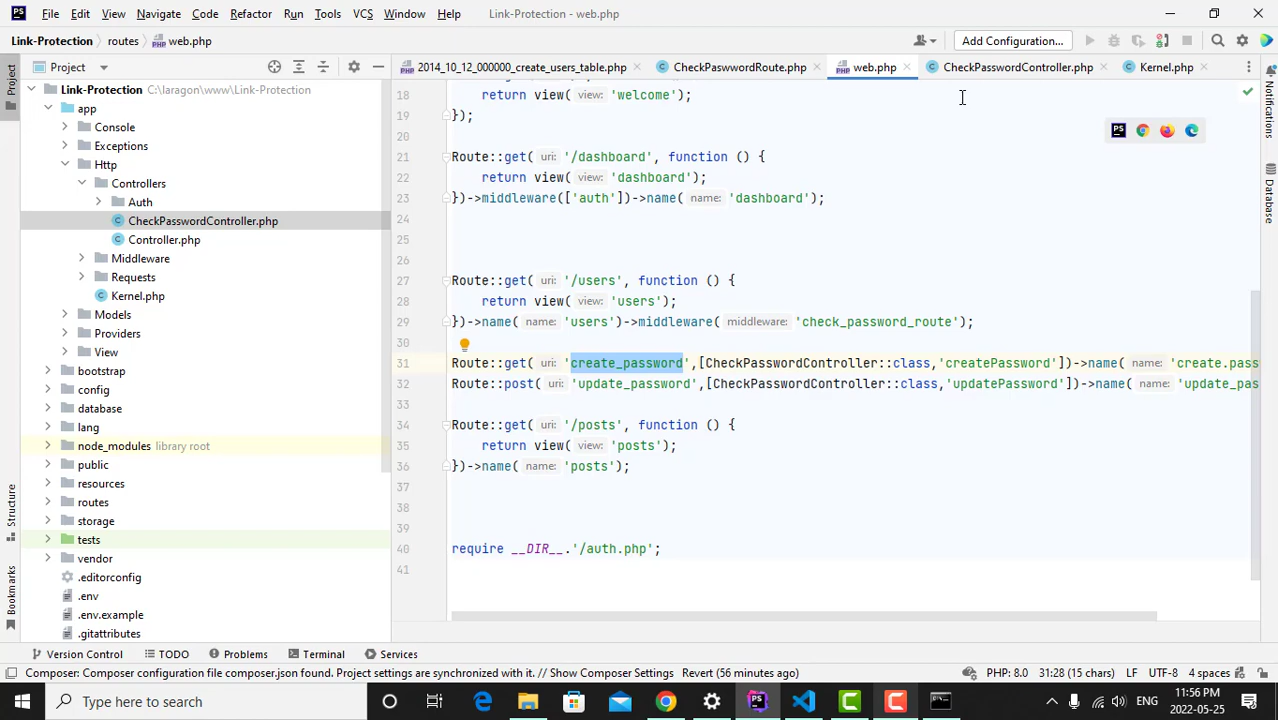 File Edit View Navigate Code Refactor Run Tools VCS Window Help Link-Protection - web.php
Link-Protection routes web.php Add Configuration...
Project 2014_10_12_000000_create_users_table.php CheckPaswwordRoute.php web.php CheckPasswordController.php Kernel.php
Project
Structure
Bookmarks
Notifications
Database
Link-Protection C:\laragon\www\Link-Protection
app
Console
Exceptions
Http
Controllers
Auth
CheckPasswordController.php
Controller.php
Middleware
Requests
Kernel.php
Models
Providers
View
bootstrap
config
database
lang
node_modules library root
public
resources
routes
storage
tests
vendor
.editorconfig
.env
.env.example
.gitattributes
18 return view( view: 'welcome');
19 });
20
21 Route::get( uri: '/dashboard', function () {
22 return view( view: 'dashboard');
23 })->middleware(['auth'])->name( name: 'dashboard');
24
25
26
27 Route::get( uri: '/users', function () {
28 return view( view: 'users');
29 })->name( name: 'users')->middleware( middleware: 'check_password_route');
30
31 Route::get( uri: 'create_password',[CheckPasswordController::class,'createPassword'])->name( name: 'create.pass
32 Route::post( uri: 'update_password',[CheckPasswordController::class,'updatePassword'])->name( name: 'update_pas
33
34 Route::get( uri: '/posts', function () {
35 return view( view: 'posts');
36 })->name( name: 'posts');
37
38
39
40 require __DIR__.'/auth.php';
41
Version Control TODO Problems Terminal Services
Composer: Composer configuration file composer.json found. Project settings are synchronized with it. // Show Composer Settings Revert (56 minutes ago) PHP: 8.0 31:28 (15 chars) LF UTF-8 4 spaces
Type here to search ENG 11:56 PM
2022-05-25